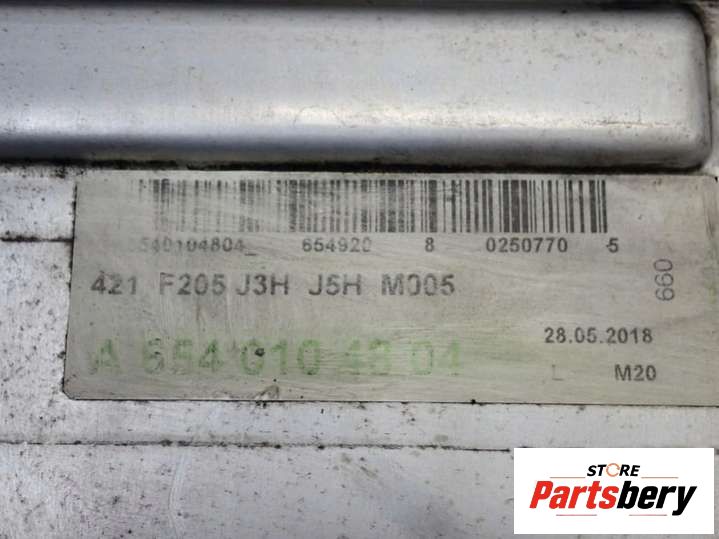 540104804_ 654920 8 0250770 5
421 F205 J3H J5H M005
660
A 654 010 48 04
28.05.2018
L M20
STORE
Partsbery